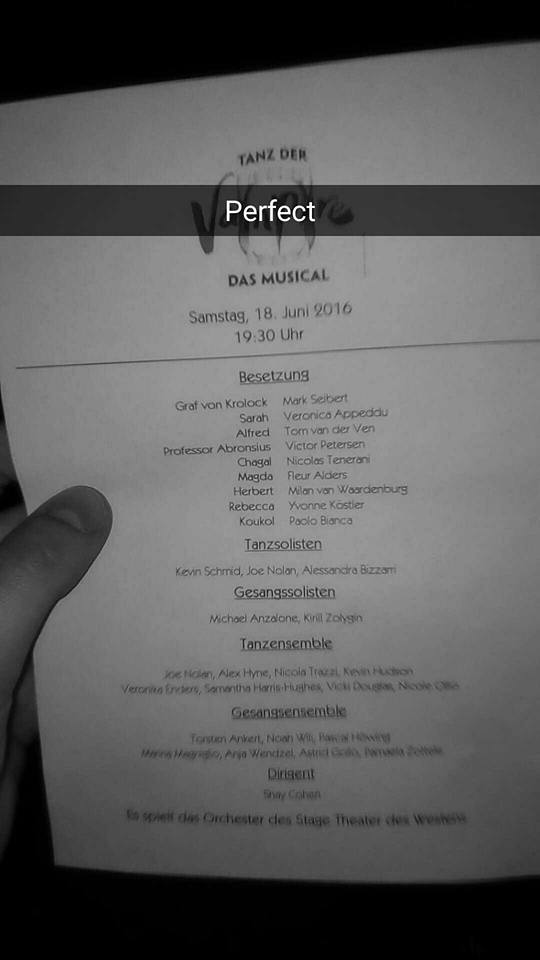 TANZ DER
Vampire
Perfect
DAS MUSICAL
Samstag, 18. Juni 2016
19:30 Uhr
Besetzung
Graf von Krolock Mark Seibert
Sarah Veronica Appeddu
Alfred Tom van der Ven
Professor Abronsius Victor Petersen
Chagal Nicolas Tenerani
Magda Fleur Alders
Herbert Milan van Waardenburg
Rebecca Yvonne Köstler
Koukol Paolo Bianca
Tanzsolisten
Kevin Schmid, Joe Nolan, Alessandra Bizzarri
Gesangssolisten
Michael Anzalone, Kirill Zolygin
Tanzensemble
Joe Nolan, Alex Hyne, Nicola Trazzi, Kevin Hudson
Veronika Enders, Samantha Harris-Hughes, Vicki Douglas, Nicole
Gesangsensemble
Torsten Ankert, Noah Will, Pascal Höwing
Anja Wendzel, Astrid Gollo, Pamela Zottele
Dirigent
Shay Cohen
Es spielt das Orchester des Stage Theater des Westens